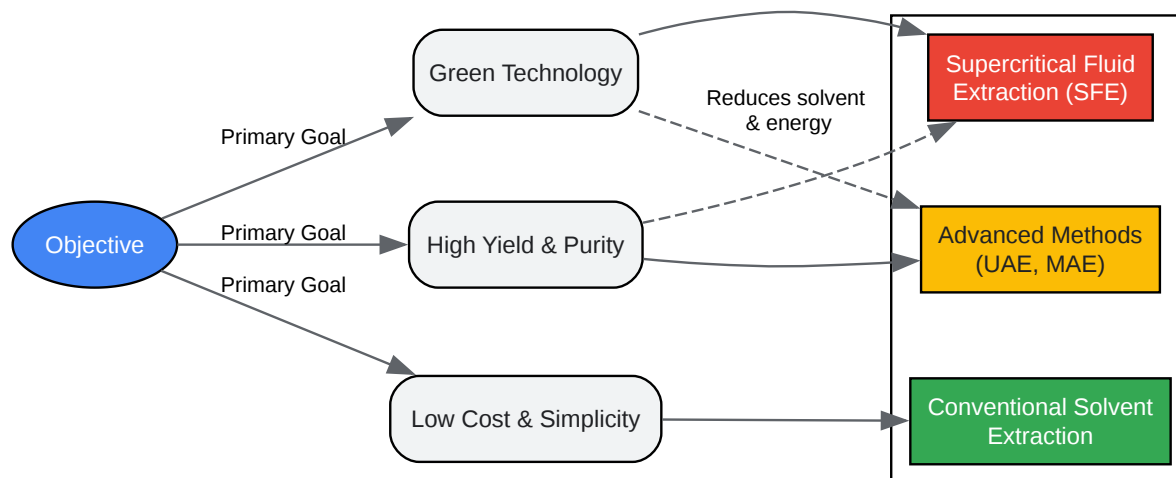 Objective
Primary Goal
Primary Goal
Primary Goal
Green Technology
High Yield & Purity
Low Cost & Simplicity
Reduces solvent
& energy
Supercritical Fluid
Extraction (SFE)
Advanced Methods
(UAE, MAE)
Conventional Solvent
Extraction